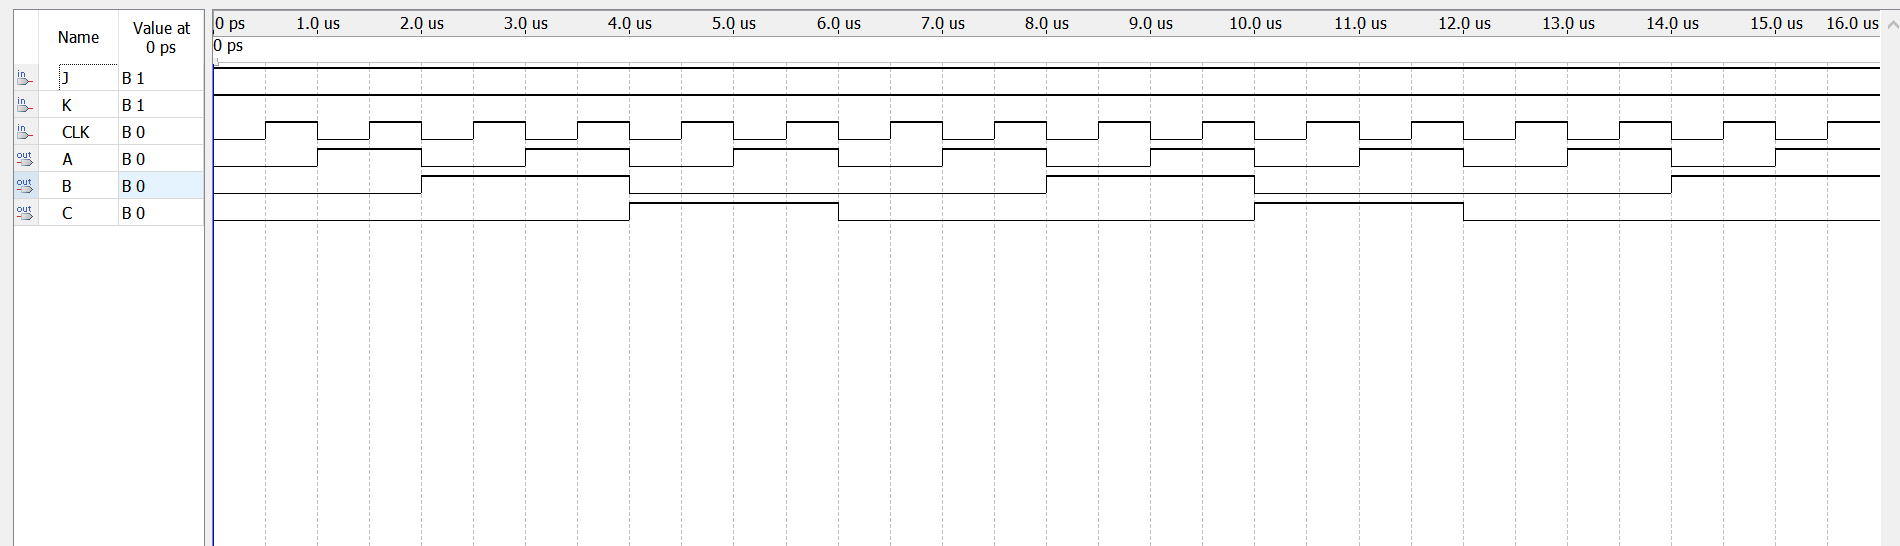 Name Value at 0 ps
0 ps 1.0 us 2.0 us 3.0 us 4.0 us 5.0 us 6.0 us 7.0 us 8.0 us 9.0 us 10.0 us 11.0 us 12.0 us 13.0 us 14.0 us 15.0 us 16.0 us
0 ps
in J B 1
in K B 1
in CLK B 0
out A B 0
out B B 0
out C B 0